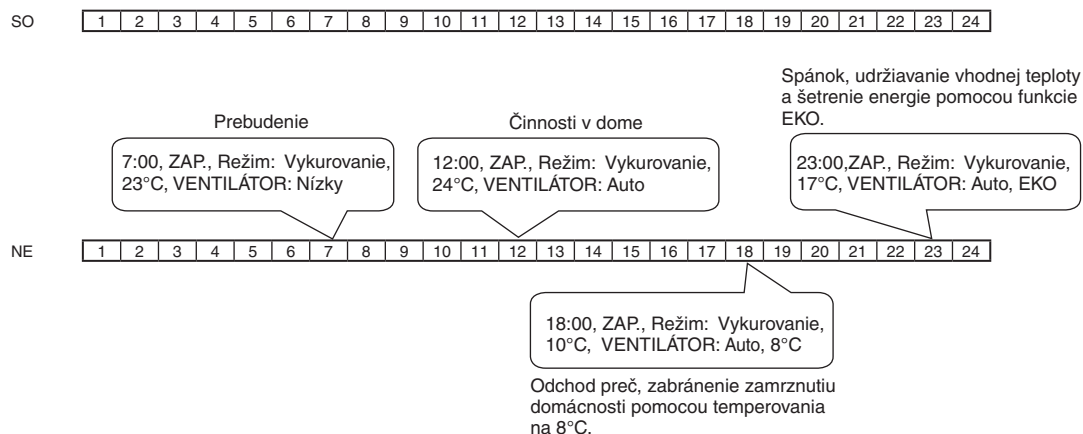 SO 1 2 3 4 5 6 7 8 9 10 11 12 13 14 15 16 17 18 19 20 21 22 23 24
Spánok, udržiavanie vhodnej teploty
a šetrenie energie pomocou funkcie
EKO.
Prebudenie
7:00, ZAP., Režim: Vykurovanie,
23°C, VENTILÁTOR: Nízky
Činnosti v dome
12:00, ZAP., Režim: Vykurovanie,
24°C, VENTILÁTOR: Auto
23:00,ZAP., Režim: Vykurovanie,
17°C, VENTILÁTOR: Auto, EKO
NE 1 2 3 4 5 6 7 8 9 10 11 12 13 14 15 16 17 18 19 20 21 22 23 24
18:00, ZAP., Režim: Vykurovanie,
10°C, VENTILÁTOR: Auto, 8°C
Odchod preč, zabránenie zamrznutiu
domácnosti pomocou temperovania
na 8°C.